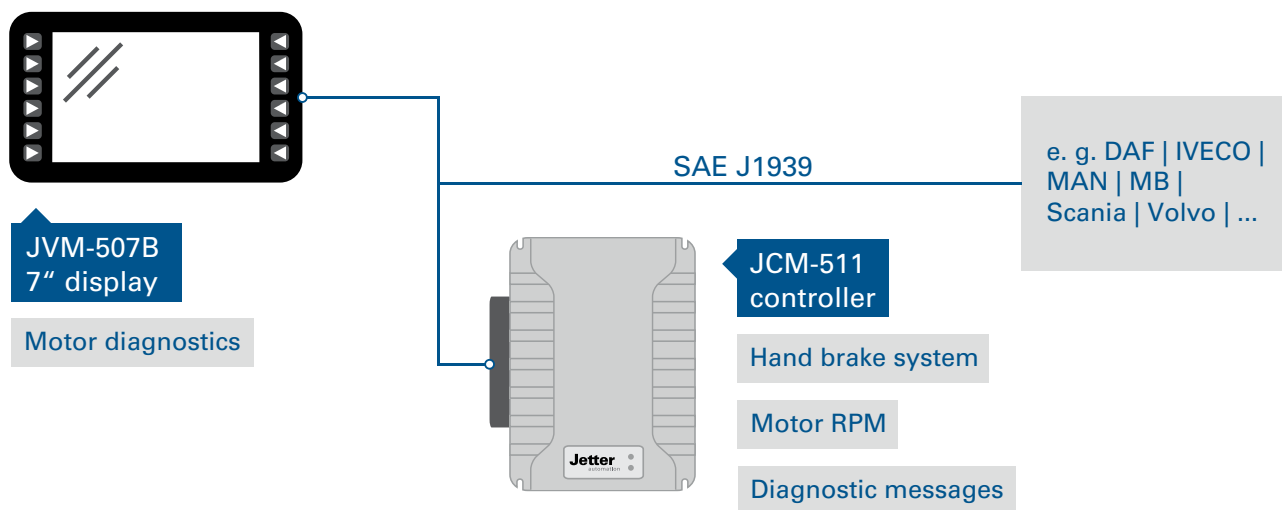 SAE J1939
e. g. DAF | IVECO |
MAN | MB |
Scania | Volvo | ...
JVM-507B
7“ display
Motor diagnostics
JCM-511
controller
Hand brake system
Motor RPM
Diagnostic messages
Jetter
automation